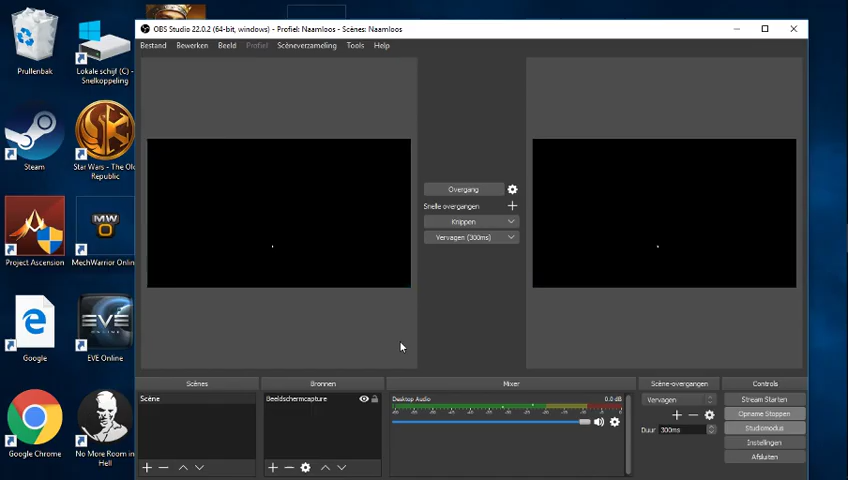 OBS Studio 22.0.2 (64-bit, windows) - Profiel: Naamloos - Scènes: Naamloos
Bestand Bewerken Beeld Profiel Scèneverzameling Tools Help
Prullenbak
Lokale schijf (C) -
Snelkoppeling
Steam
Star Wars - The Old
Republic
Project Ascension
MWO
MechWarrior Onlin
Google
EVE
EVE Online
Google Chrome
No More Room in
Hell
Overgang
Snelle overgangen
Knippen
Vervagen (300ms)
Scènes
Scène
Bronnen
Beeldschermcapture
Mixer
Desktop Audio 0.0 dB
Scène-overgangen
Vervagen
Duur 300ms
Controls
Stream Starten
Opname Stoppen
Studiomodus
Instellingen
Afsluiten